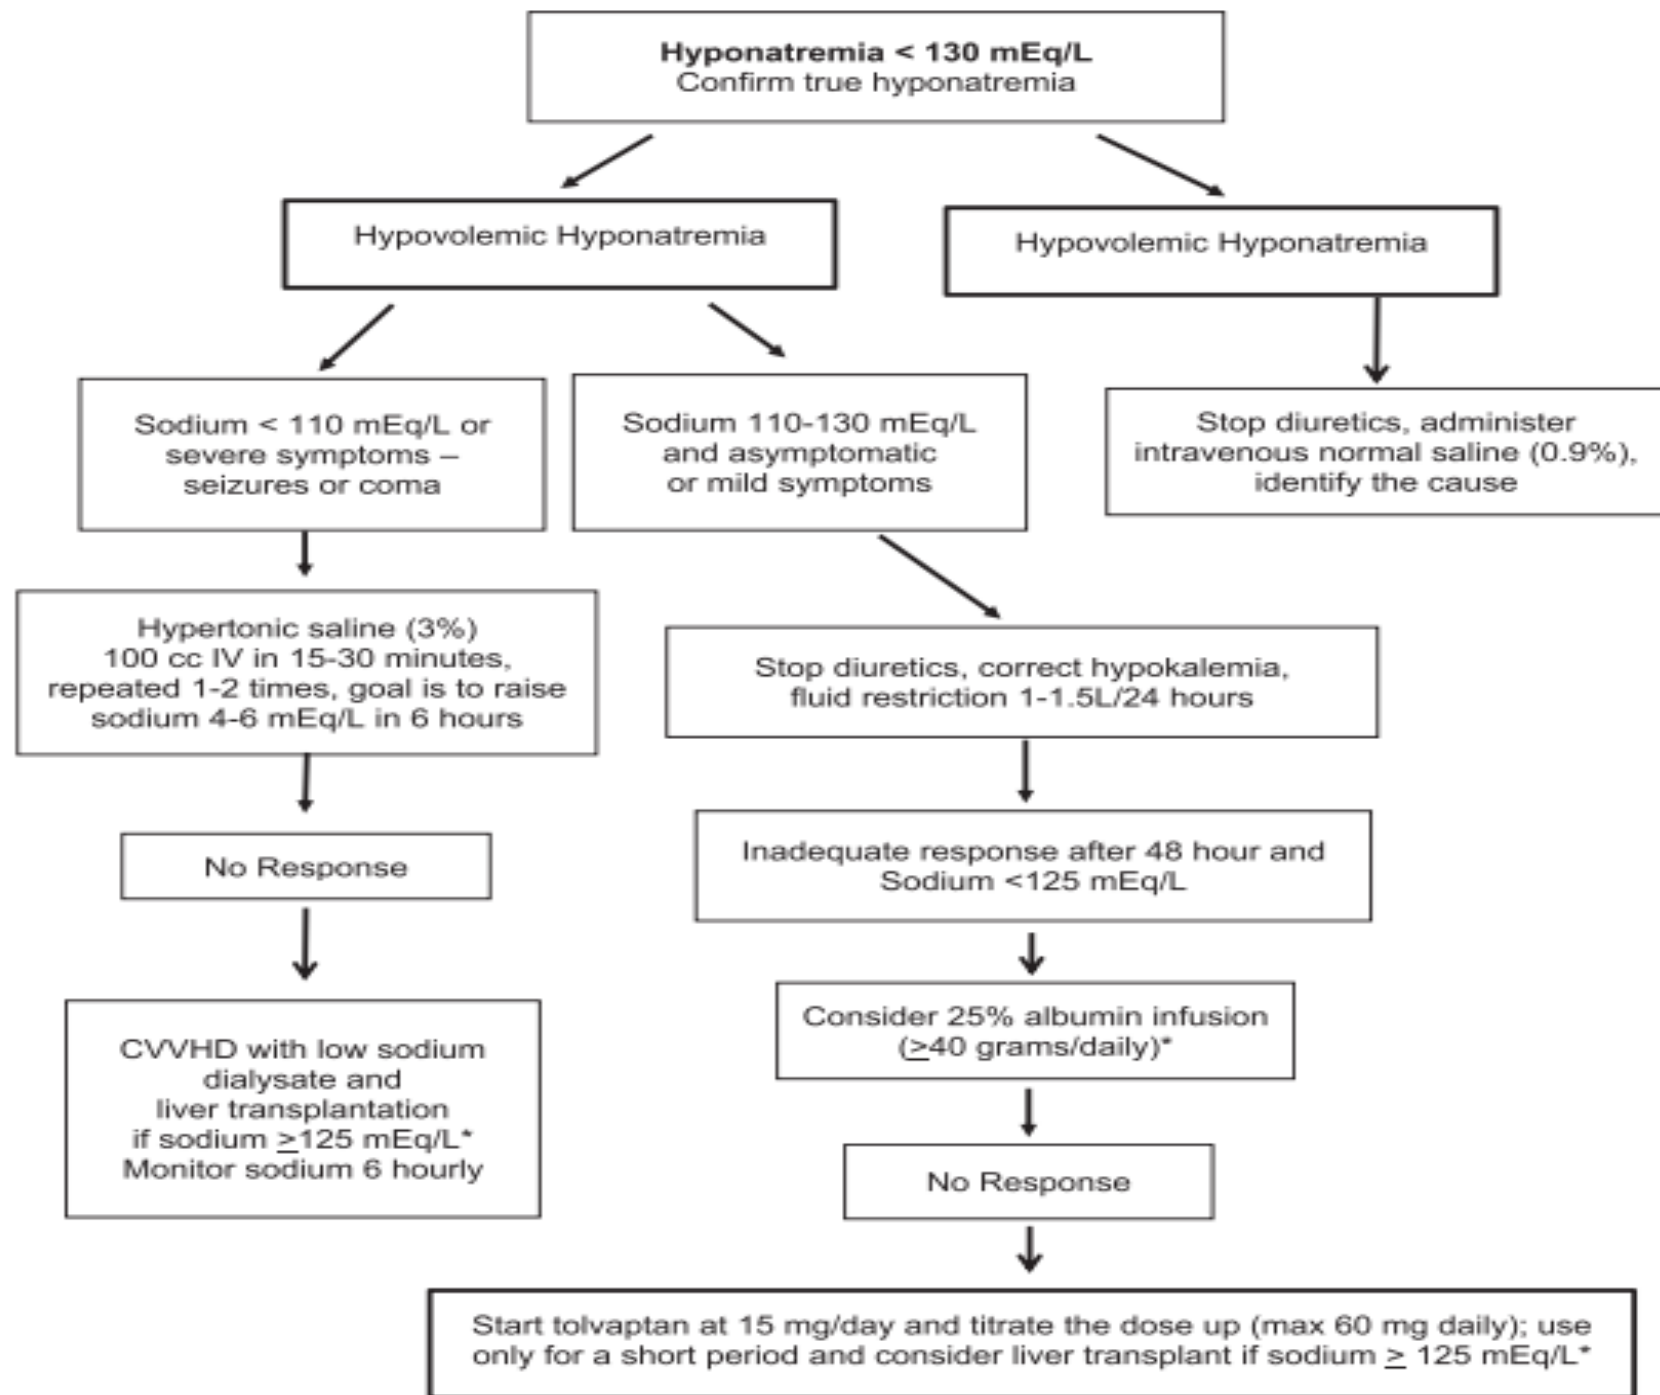 Hyponatremia < 130 mEq/L
Confirm true hyponatremia
Hypovolemic Hyponatremia
Hypovolemic Hyponatremia
Sodium < 110 mEq/L or
severe symptoms –
seizures or coma
Sodium 110-130 mEq/L
and asymptomatic
or mild symptoms
Stop diuretics, administer
intravenous normal saline (0.9%),
identify the cause
Hypertonic saline (3%)
100 cc IV in 15-30 minutes,
repeated 1-2 times, goal is to raise
sodium 4-6 mEq/L in 6 hours
Stop diuretics, correct hypokalemia,
fluid restriction 1-1.5L/24 hours
No Response
Inadequate response after 48 hour and
Sodium <125 mEq/L
CVVHD with low sodium
dialysate and
liver transplantation
if sodium ≥125 mEq/L*
Monitor sodium 6 hourly
Consider 25% albumin infusion
(≥40 grams/daily)*
No Response
Start tolvaptan at 15 mg/day and titrate the dose up (max 60 mg daily); use
only for a short period and consider liver transplant if sodium ≥ 125 mEq/L*